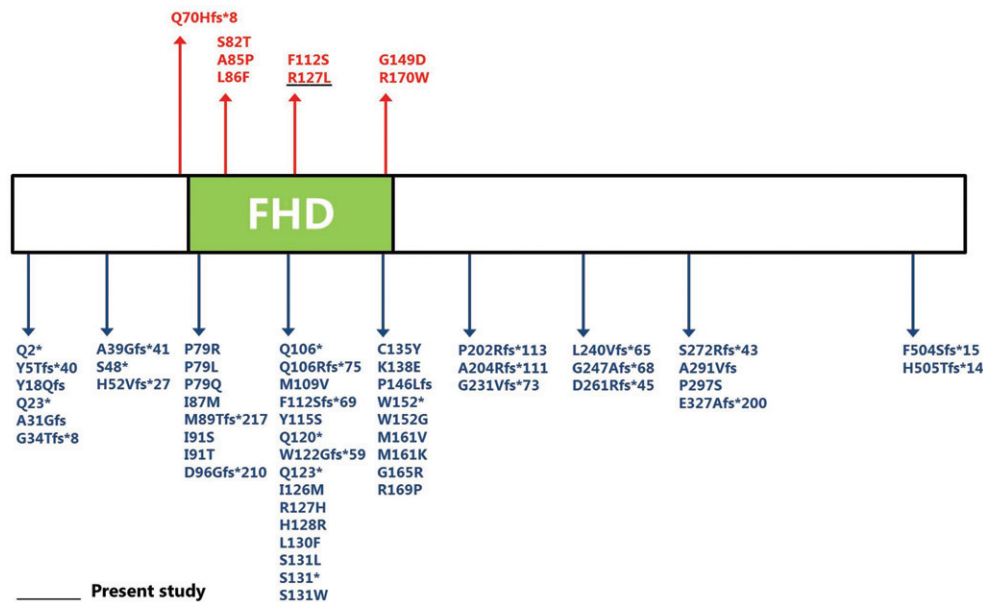 Q70Hfs*8
S82T
A85P
L86F
F112S
R127L
G149D
R170W
FHD
Q2*
Y5Tfs*40
Y18Qfs
Q23*
A31Gfs
G34Tfs*8
A39Gfs*41
S48*
H52Vfs*27
P79R
P79L
P79Q
I87M
M89Tfs*217
I91S
I91T
D96Gfs*210
Q106*
Q106Rfs*75
M109V
F112Sfs*69
Y115S
Q120*
W122Gfs*59
Q123*
I126M
R127H
H128R
L130F
S131L
S131*
S131W
C135Y
K138E
P146Lfs
W152*
W152G
M161V
M161K
G165R
R169P
P202Rfs*113
A204Rfs*111
G231Vfs*73
L240Vfs*65
G247Afs*68
D261Rfs*45
S272Rfs*43
A291Vfs
P297S
E327Afs*200
F504Sfs*15
H505Tfs*14
Present study